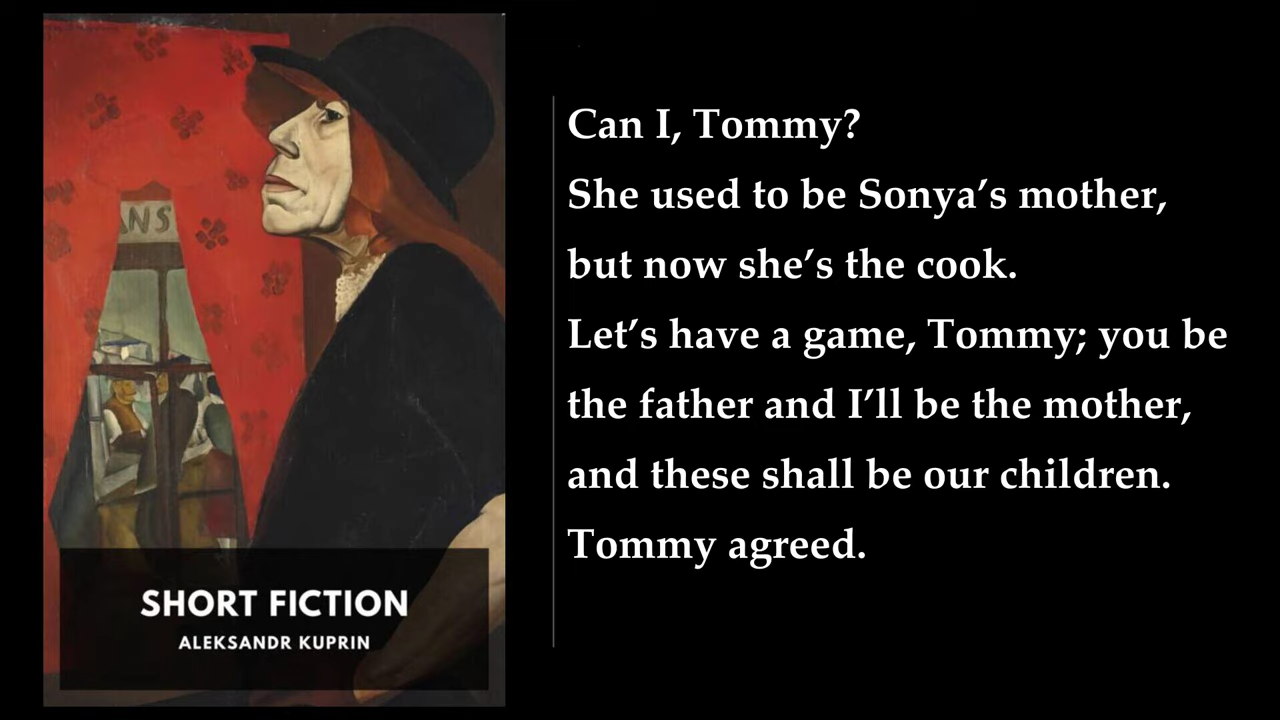 NS
SHORT FICTION
ALEKSANDR KUPRIN
Can I, Tommy?
She used to be Sonya’s mother,
but now she’s the cook.
Let’s have a game, Tommy; you be
the father and I’ll be the mother,
and these shall be our children.
Tommy agreed.